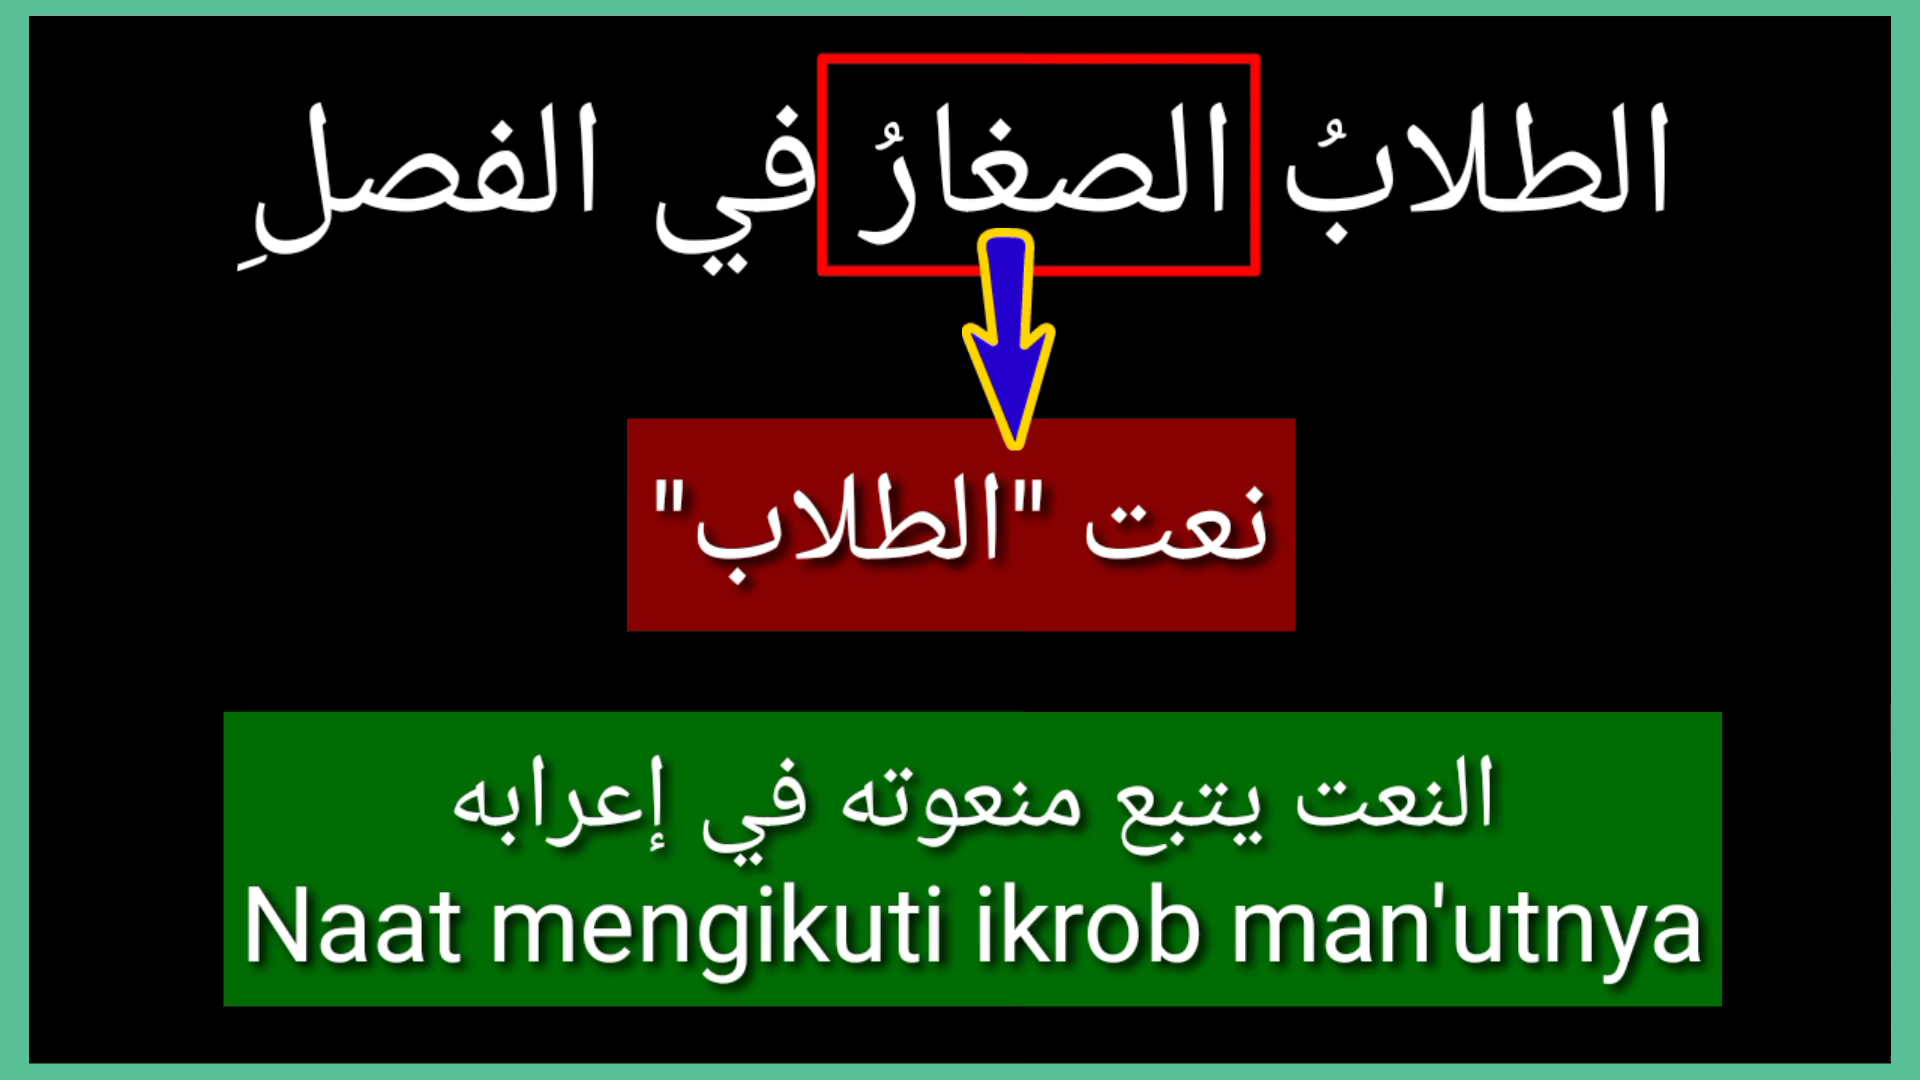 الطلابُ الصغارُ في الفصلِ
نعت "الطلاب"
النعت يتبع منعوته في إعرابه
Naat mengikuti ikrob man'utnya